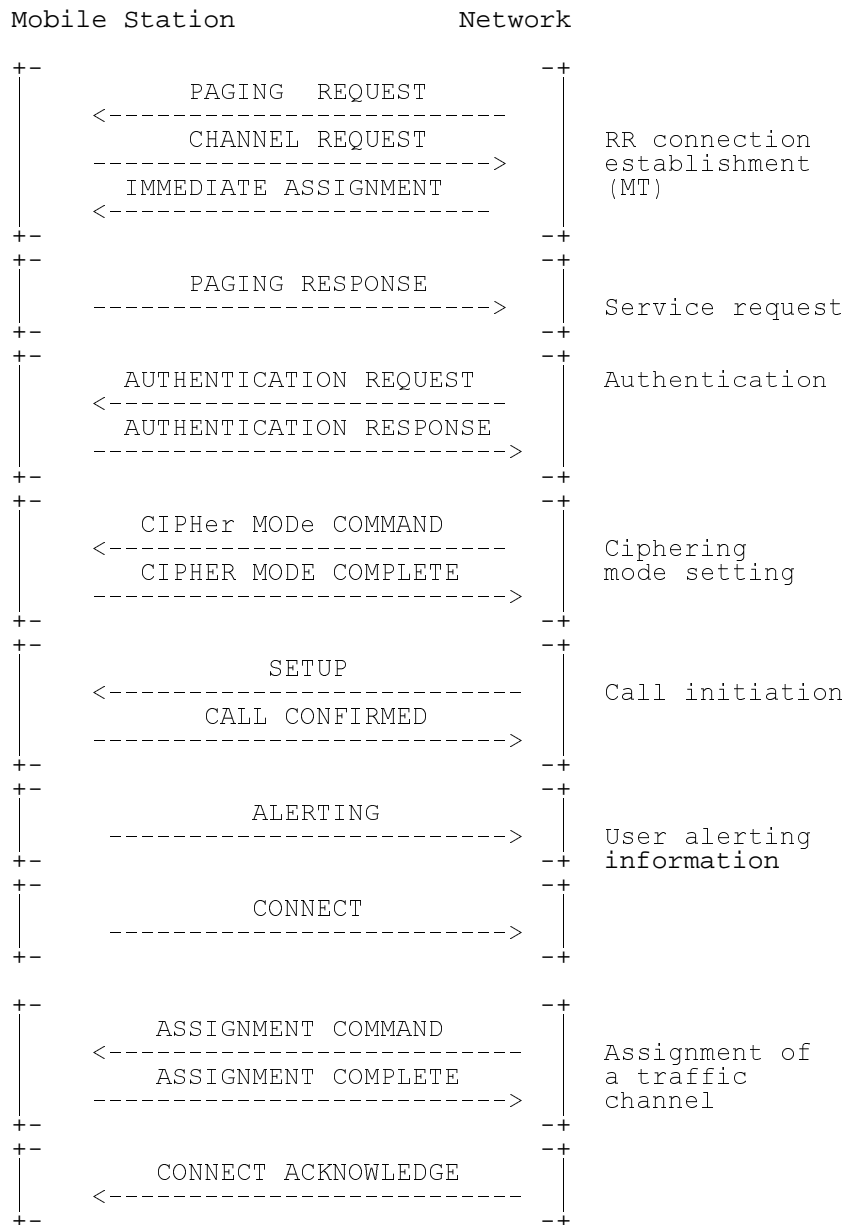 Mobile Station Network
PAGING REQUEST
CHANNEL REQUEST
RR connection
establishment
IMMEDIATE ASSIGNMENT
(MT)
PAGING RESPONSE
Service request
AUTHENTICATION REQUEST
Authentication
AUTHENTICATION RESPONSE
CIPHer MODe COMMAND
Ciphering
CIPHER MODE COMPLETE
mode setting
SETUP
Call initiation
CALL CONFIRMED
ALERTING
User alerting
information
CONNECT
ASSIGNMENT COMMAND
Assignment of
ASSIGNMENT COMPLETE
a traffic
channel
CONNECT ACKNOWLEDGE